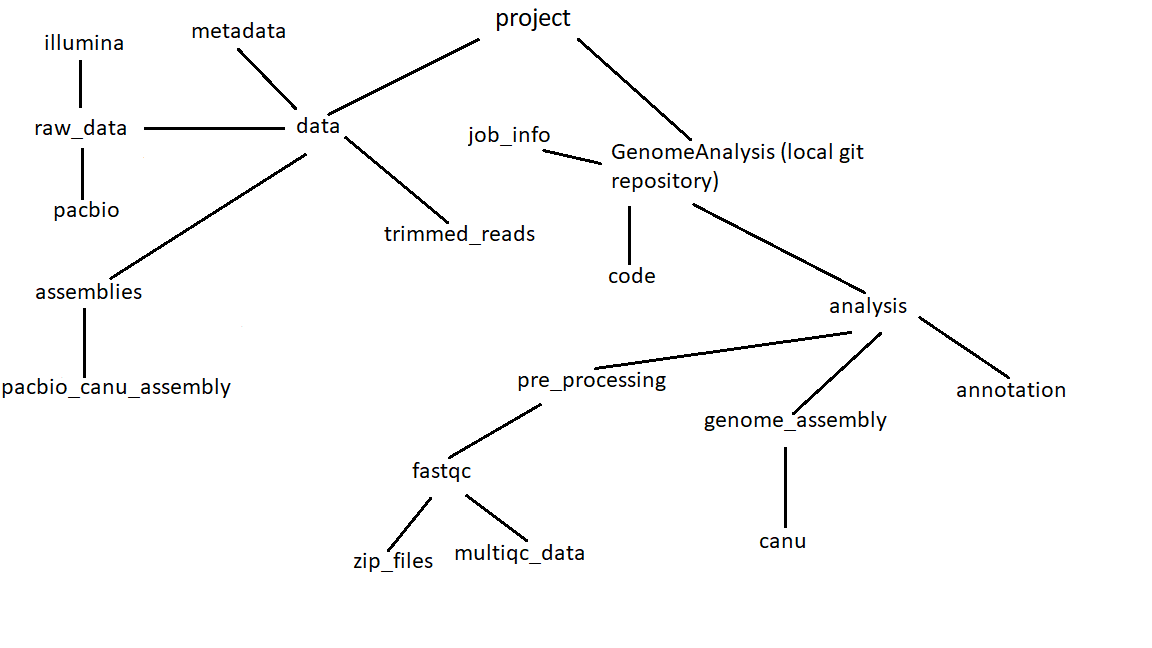 project
metadata
illumina
raw_data
data
job_info
GenomeAnalysis (local git
repository)
pacbio
trimmed_reads
code
assemblies
analysis
pacbio_canu_assembly
pre_processing
annotation
genome_assembly
fastqc
canu
zip_files
multiqc_data